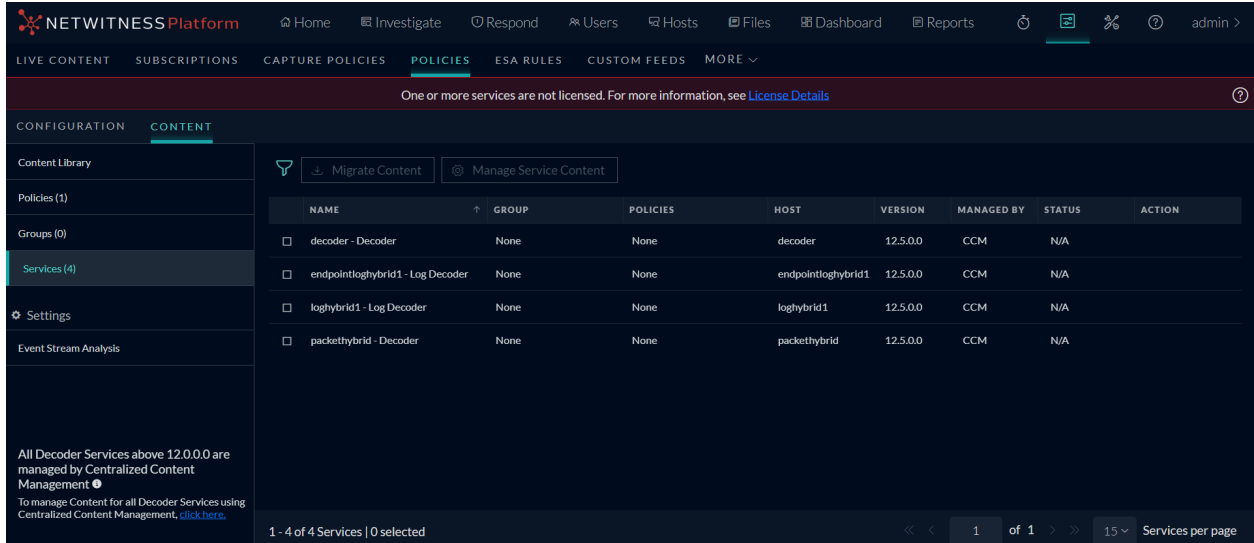 NETWITNESS Platform Home Investigate Respond Users Hosts Files Dashboard Reports admin >
LIVE CONTENT SUBSCRIPTIONS CAPTURE POLICIES POLICIES ESA RULES CUSTOM FEEDS MORE
One or more services are not licensed. For more information, see License Details
CONFIGURATION CONTENT
Content Library
Policies (1)
Groups (0)
Services (4)
Settings
Event Stream Analysis
All Decoder Services above 12.0.0.0 are
managed by Centralized Content
Management
To manage Content for all Decoder Services using
Centralized Content Management, click here.
Migrate Content Manage Service Content
NAME GROUP POLICIES HOST VERSION MANAGED BY STATUS ACTION
decoder - Decoder None None decoder 12.5.0.0 CCM N/A
endpointloghybrid1 - Log Decoder None None endpointloghybrid1 12.5.0.0 CCM N/A
loghybrid1 - Log Decoder None None loghybrid1 12.5.0.0 CCM N/A
packethybrid - Decoder None None packethybrid 12.5.0.0 CCM N/A
1 - 4 of 4 Services | 0 selected « < 1 of 1 > » 15 Services per page